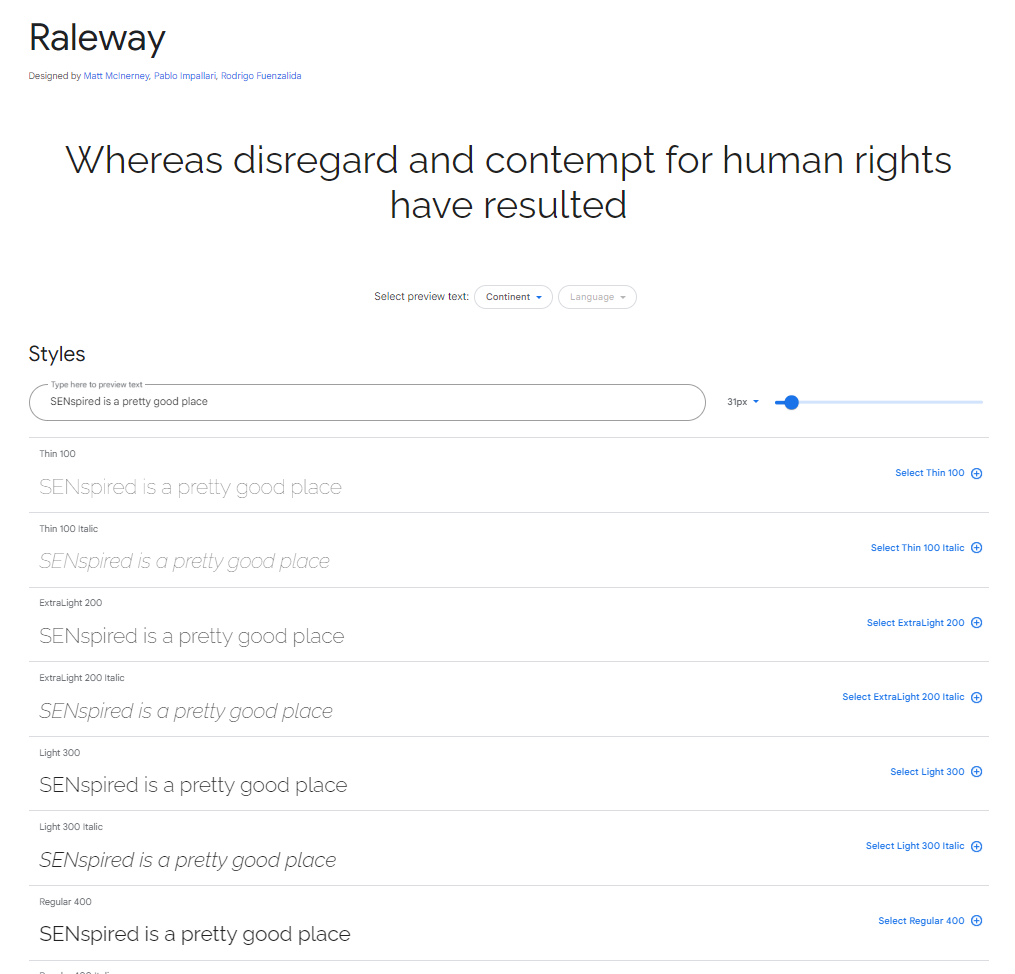 Raleway
Designed by Matt McInerney, Pablo Impallari, Rodrigo Fuenzalida
Whereas disregard and contempt for human rights
have resulted
Select preview text: Continent Language
Styles
Type here to preview text
SENspired is a pretty good place
31px
Thin 100
SENspired is a pretty good place
Select Thin 100
Thin 100 Italic
SENspired is a pretty good place
Select Thin 100 Italic
ExtraLight 200
SENspired is a pretty good place
Select ExtraLight 200
ExtraLight 200 Italic
SENspired is a pretty good place
Select ExtraLight 200 Italic
Light 300
SENspired is a pretty good place
Select Light 300
Light 300 Italic
SENspired is a pretty good place
Select Light 300 Italic
Regular 400
SENspired is a pretty good place
Select Regular 400